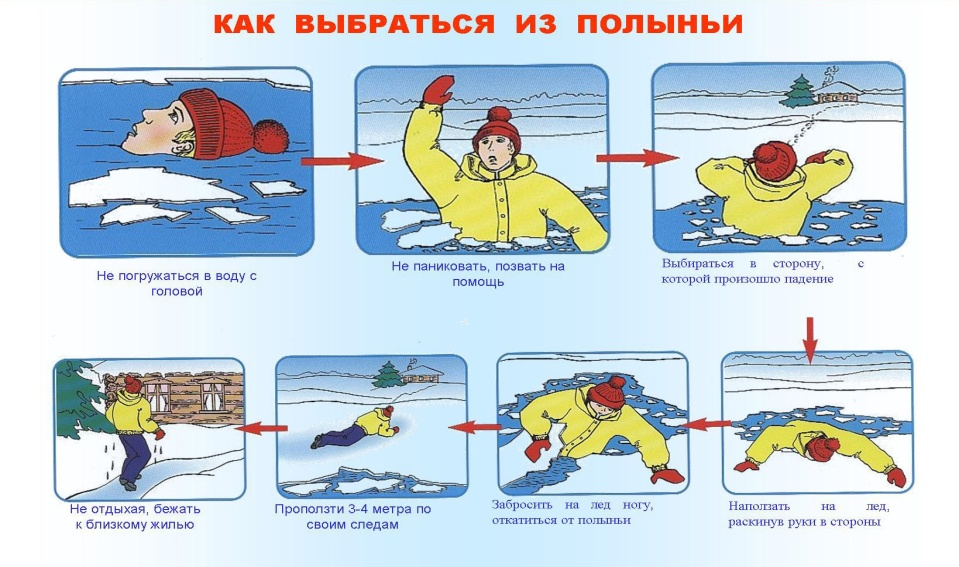 КАК ВЫБРАТЬСЯ ИЗ ПОЛЫНЬИ
Не погружаться в воду с
головой
Не паниковать, позвать на
помощь
Выбираться в сторону, с
которой произошло падение
Наползать на лед,
раскинув руки в стороны
Забросить на лед ногу,
откатиться от полыньи
Проползти 3-4 метра по
своим следам
Не отдыхая, бежать
к близкому жилью